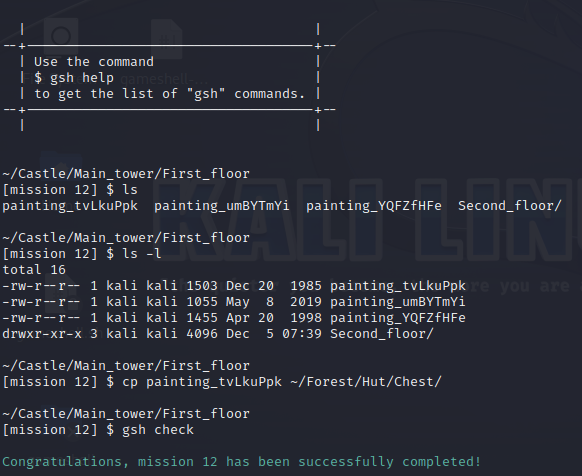 Use the command
$ gsh help
to get the list of "gsh" commands.
~/Castle/Main_tower/First_floor
[mission 12] $ ls
painting_tvLkuPpk  painting_umBYTmYi  painting_YQFZfHFe  Second_floor/
~/Castle/Main_tower/First_floor
[mission 12] $ ls -l
total 16
-rw-r--r-- 1 kali kali 1503 Dec 20  1985 painting_tvLkuPpk
-rw-r--r-- 1 kali kali 1055 May  8  2019 painting_umBYTmYi
-rw-r--r-- 1 kali kali 1455 Apr 20  1998 painting_YQFZfHFe
drwxr-xr-x 3 kali kali 4096 Dec  5 07:39 Second_floor/
~/Castle/Main_tower/First_floor
[mission 12] $ cp painting_tvLkuPpk ~/Forest/Hut/Chest/
~/Castle/Main_tower/First_floor
[mission 12] $ gsh check
Congratulations, mission 12 has been successfully completed!
KALI LIN